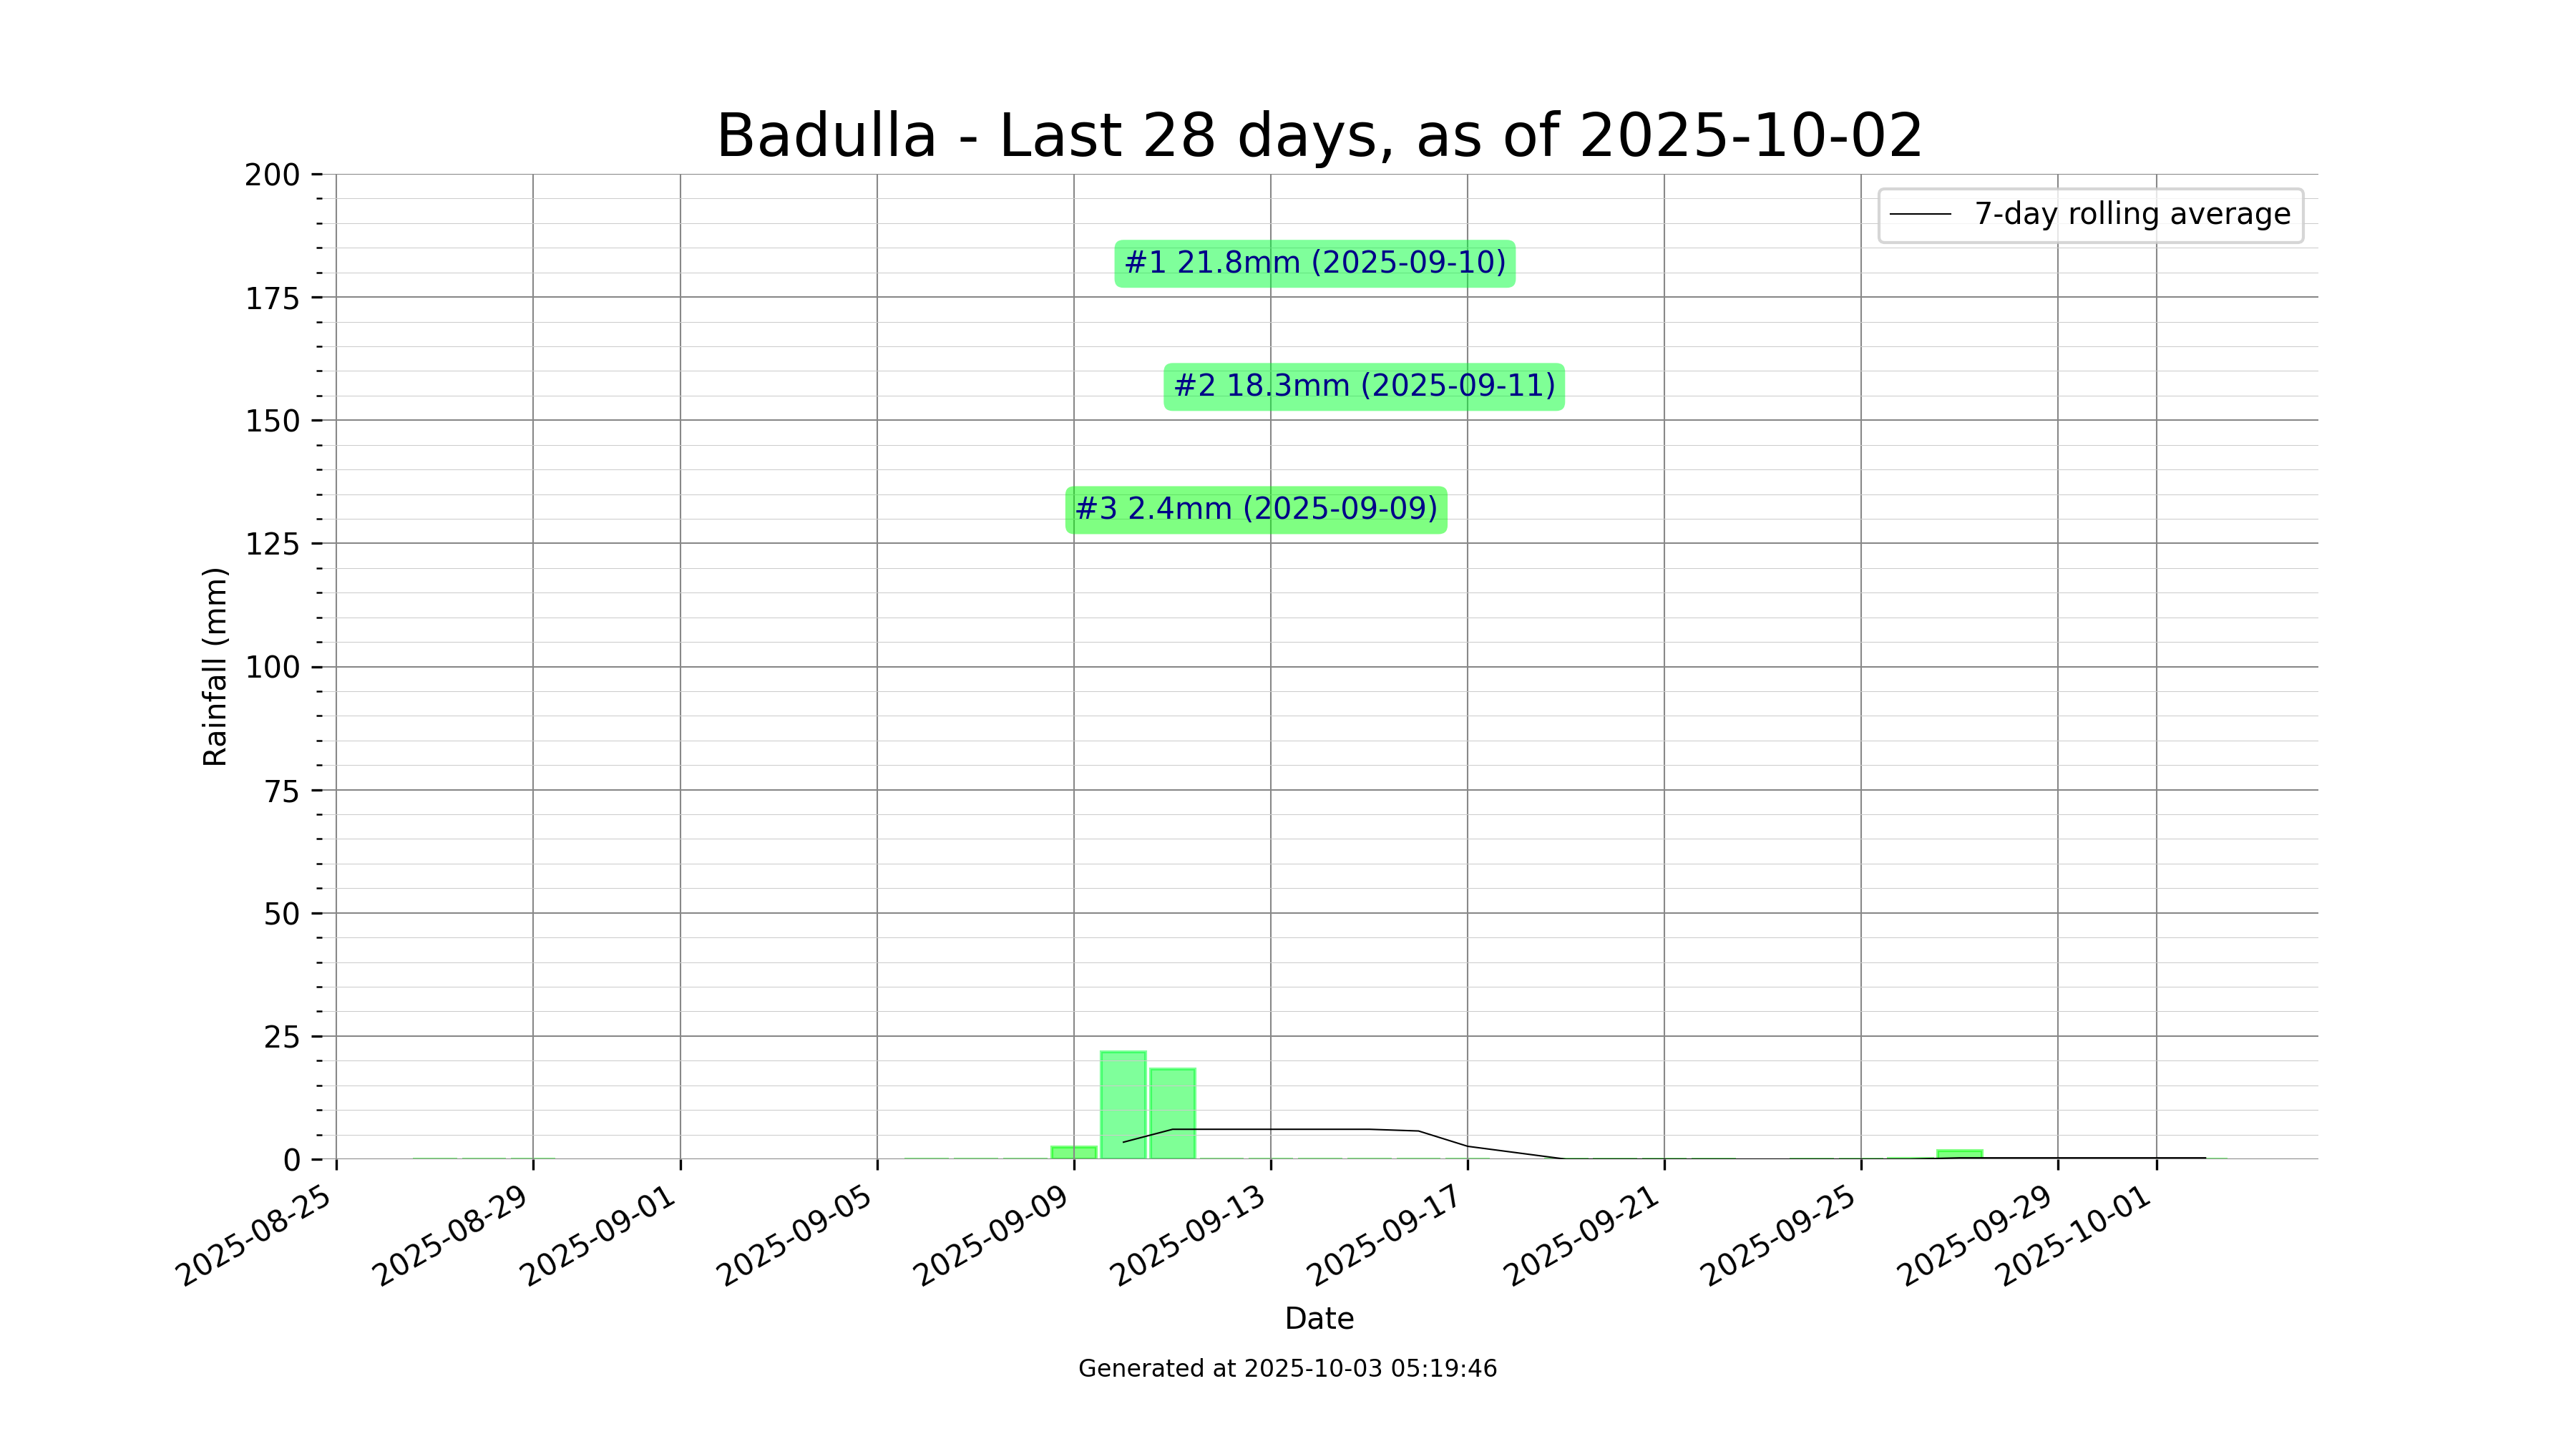 Badulla - Last 28 days, as of 2025-10-02
7-day rolling average
#1 21.8mm (2025-09-10)
#2 18.3mm (2025-09-11)
#3 2.4mm (2025-09-09)
Rainfall (mm)
200
175
150
125
100
75
50
25
0
2025-08-25
2025-08-29
2025-09-01
2025-09-05
2025-09-09
2025-09-13
2025-09-17
2025-09-21
2025-09-25
2025-09-29
2025-10-01
Date
Generated at 2025-10-03 05:19:46